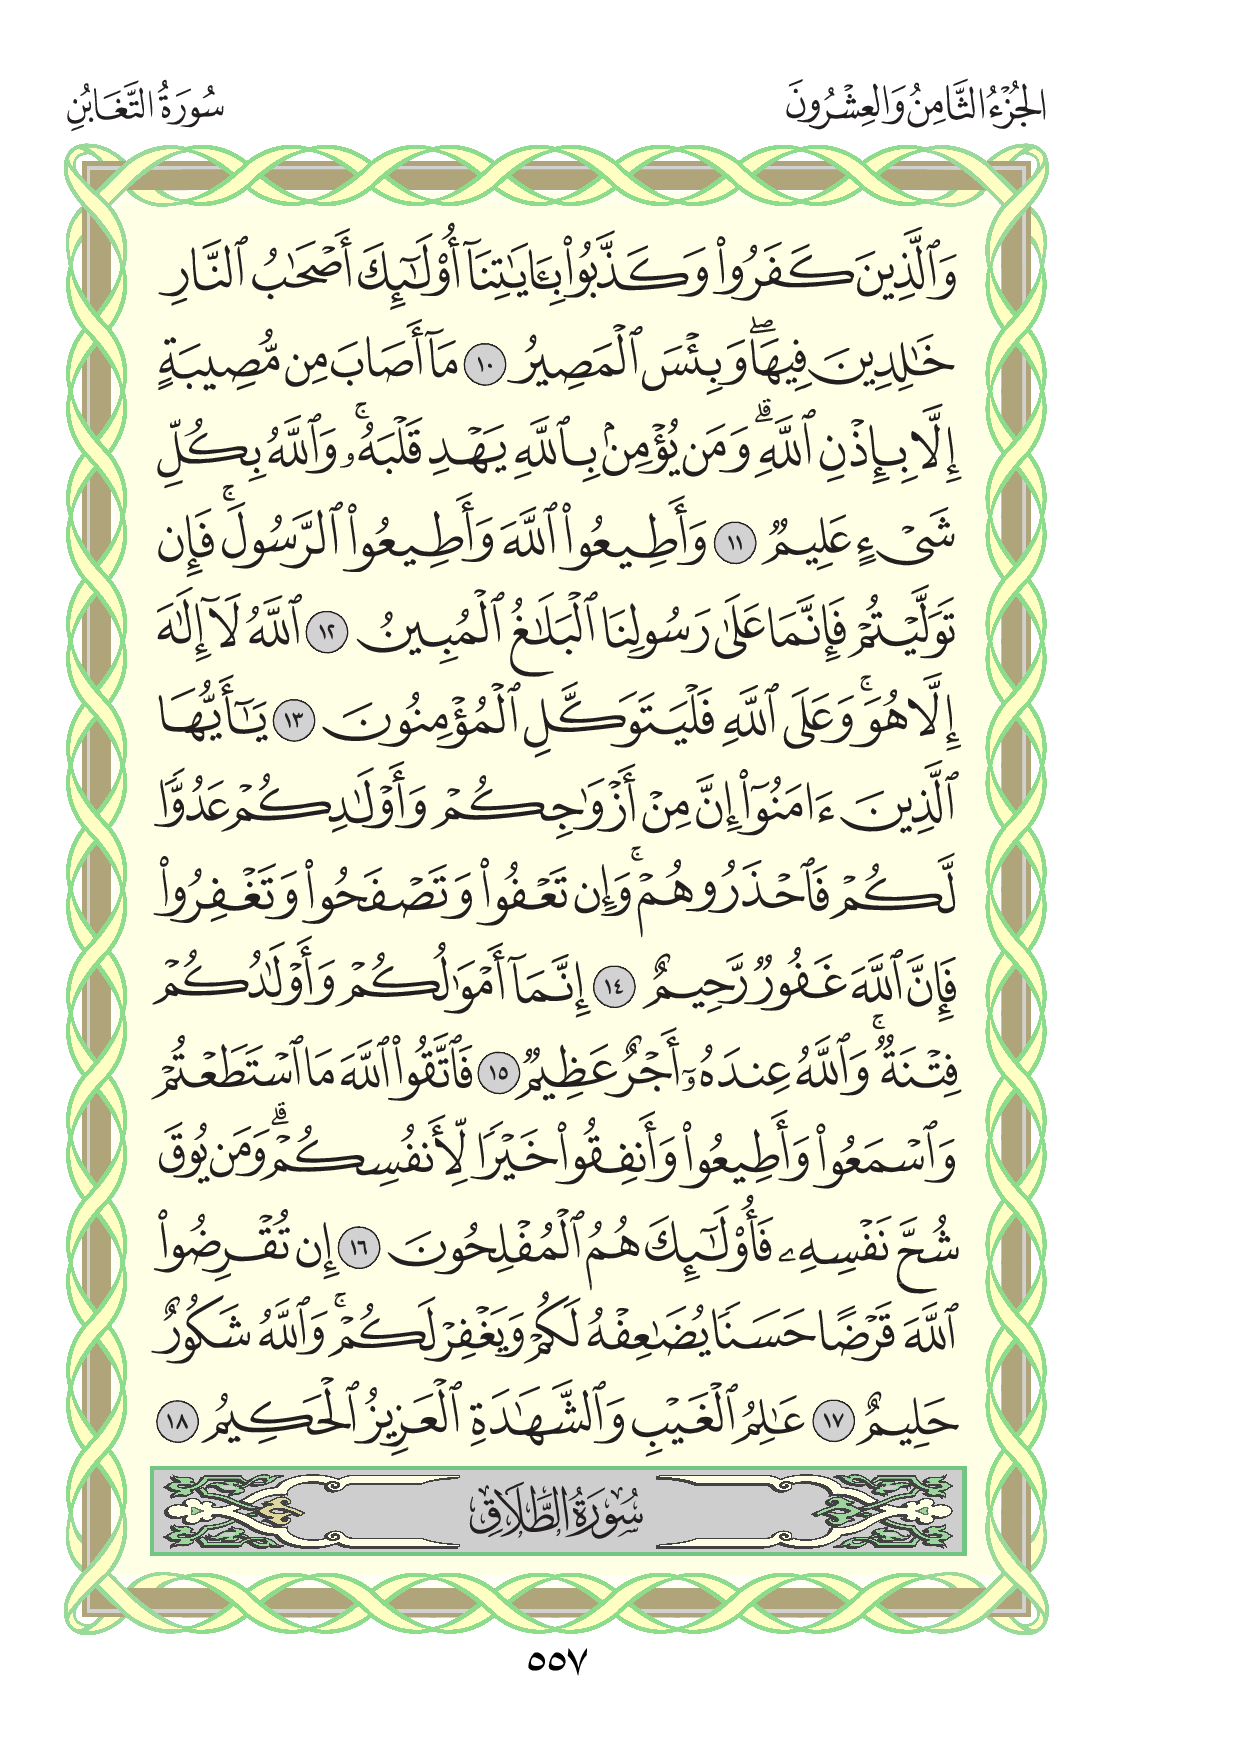 الجُزْءُ الثَّامِنُ وَالعِشْرُونَ
سُورَةُ التَّغَابُنِ
وَٱلَّذِينَ كَفَرُواْ وَكَذَّبُواْ بِـَٔايَٰتِنَآ أُوْلَٰٓئِكَ أَصْحَٰبُ ٱلنَّارِ
خَٰلِدِينَ فِيهَاۖ وَبِئْسَ ٱلْمَصِيرُ ١٠ مَآ أَصَابَ مِن مُّصِيبَةٍ
إِلَّا بِإِذْنِ ٱللَّهِۗ وَمَن يُؤْمِنۢ بِٱللَّهِ يَهْدِ قَلْبَهُۥۚ وَٱللَّهُ بِكُلِّ
شَىْءٍ عَلِيمٌ ١١ وَأَطِيعُواْ ٱللَّهَ وَأَطِيعُواْ ٱلرَّسُولَۚ فَإِن
تَوَلَّيْتُمْ فَإِنَّمَا عَلَىٰ رَسُولِنَا ٱلْبَلَٰغُ ٱلْمُبِينُ ١٢ ٱللَّهُ لَآ إِلَٰهَ
إِلَّا هُوَۚ وَعَلَى ٱللَّهِ فَلْيَتَوَكَّلِ ٱلْمُؤْمِنُونَ ١٣ يَٰٓأَيُّهَا
ٱلَّذِينَ ءَامَنُوٓاْ إِنَّ مِنْ أَزْوَٰجِكُمْ وَأَوْلَٰدِكُمْ عَدُوًّا
لَّكُمْ فَٱحْذَرُوهُمْۚ وَإِن تَعْفُواْ وَتَصْفَحُواْ وَتَغْفِرُواْ
فَإِنَّ ٱللَّهَ غَفُورٌ رَّحِيمٌ ١٤ إِنَّمَآ أَمْوَٰلُكُمْ وَأَوْلَٰدُكُمْ
فِتْنَةٌۚ وَٱللَّهُ عِندَهُۥٓ أَجْرٌ عَظِيمٌ ١٥ فَٱتَّقُواْ ٱللَّهَ مَا ٱسْتَطَعْتُمْ
وَٱسْمَعُواْ وَأَطِيعُواْ وَأَنفِقُواْ خَيْرًا لِّأَنفُسِكُمْۗ وَمَن يُوقَ
شُحَّ نَفْسِهِۦ فَأُوْلَٰٓئِكَ هُمُ ٱلْمُفْلِحُونَ ١٦ إِن تُقْرِضُواْ
ٱللَّهَ قَرْضًا حَسَنًا يُضَٰعِفْهُ لَكُمْ وَيَغْفِرْ لَكُمْۚ وَٱللَّهُ شَكُورٌ
حَلِيمٌ ١٧ عَٰلِمُ ٱلْغَيْبِ وَٱلشَّهَٰدَةِ ٱلْعَزِيزُ ٱلْحَكِيمُ ١٨
سُورَةُ الطَّلَاقِ
٥٥٧